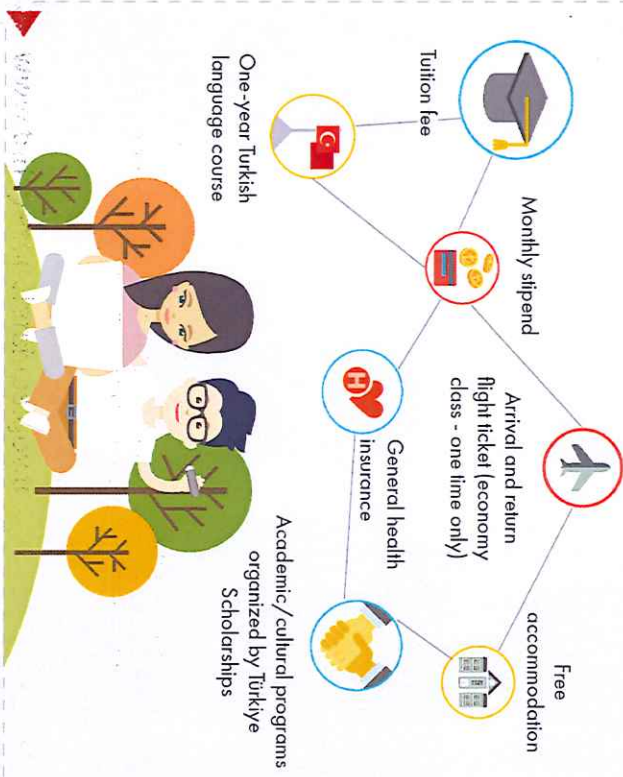 Tuition fee
Monthly stipend
Arrival and return
flight ticket (economy
class - one time only)
Free
accommodation
One-year Turkish
language course
General health
insurance
H
Academic/cultural programs
organized by Türkiye
Scholarships